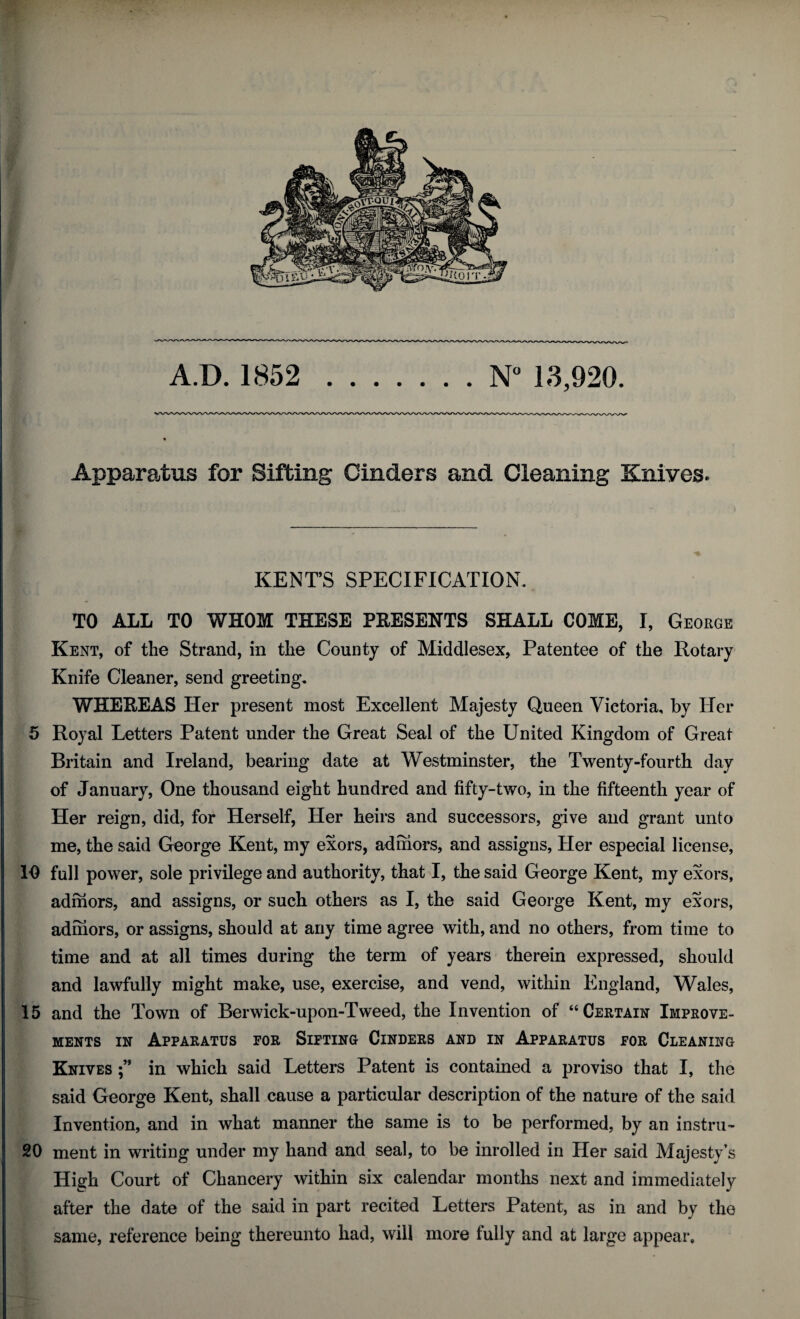 SOIT QUI MAL
DIEU ET MON DROIT
A.D. 1852 . . . . . . . . N° 13,920.
Apparatus for Sifting Cinders and Cleaning Knives.
KENT'S SPECIFICATION.
TO ALL TO WHOM THESE PRESENTS SHALL COME, I, George
Kent, of the Strand, in the County of Middlesex, Patentee of the Rotary
Knife Cleaner, send greeting.
WHEREAS Her present most Excellent Majesty Queen Victoria, by Her
5 Royal Letters Patent under the Great Seal of the United Kingdom of Great
Britain and Ireland, bearing date at Westminster, the Twenty-fourth day
of January, One thousand eight hundred and fifty-two, in the fifteenth year of
Her reign, did, for Herself, Her heirs and successors, give and grant unto
me, the said George Kent, my exors, admors, and assigns, Her especial license,
10 full power, sole privilege and authority, that I, the said George Kent, my exors,
admors, and assigns, or such others as I, the said George Kent, my exors,
admors, or assigns, should at any time agree with, and no others, from time to
time and at all times during the term of years therein expressed, should
and lawfully might make, use, exercise, and vend, within England, Wales,
15 and the Town of Berwick-upon-Tweed, the Invention of “Certain Improve-
ments in Apparatus for Sifting Cinders and in Apparatus for Cleaning
Knives ;” in which said Letters Patent is contained a proviso that I, the
said George Kent, shall cause a particular description of the nature of the said
Invention, and in what manner the same is to be performed, by an instru-
20 ment in writing under my hand and seal, to be inrolled in Her said Majesty's
High Court of Chancery within six calendar months next and immediately
after the date of the said in part recited Letters Patent, as in and by the
same, reference being thereunto had, will more fully and at large appear.